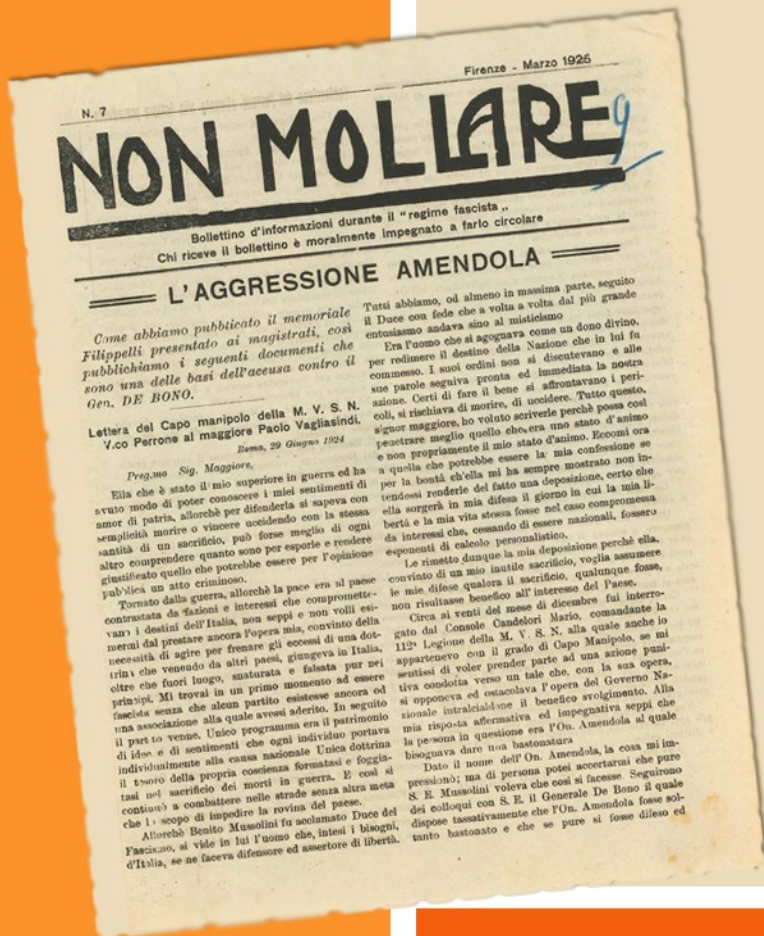 N. 7
Firenze - Marzo 1925
NON MOLLARE
9
Bollettino d'informazioni durante il "regime fascista „
Chi riceve il bollettino è moralmente impegnato a farlo circolare
L'AGGRESSIONE AMENDOLA
Come abbiamo pubblicato il memoriale
Filippelli presentato ai magistrati, così
pubblichiamo i seguenti documenti che
sono una delle basi dell'aceusa contro il
Gen. DE BONO.
Lettera del Capo manipolo della M. V. S. N.
V.co Perrone al maggiore Paolo Vagliasindi.
Roma, 29 Giugno 1924
Preg.mo Sig. Maggiore,
Ella che è stato il mio superiore in guerra ed ha
avuto modo di poter conoscere i miei sentimenti di
amor di patria, allorchè per difenderla si sapeva con
semplicità morire o vincere uccidendo con la stessa
santità di un sacrificio, può forse meglio di ogni
altro comprendere quanto sono per esporle e rendere
giustificato quello che potrebbe essere per l'opinione
pubblica un atto criminoso.
Tornato dalla guerra, allorchè la pace era al paese
contrastata da fazioni e interessi che compromette-
vano i destini dell'Italia, non seppi e non volli esi-
mermi dal prestare ancora l'opera mia, convinto della
necessità di agire per frenare gli eccessi di una dot-
trina che venendo da altri paesi, giungeva in Italia,
oltre che fuori luogo, snaturata e falsata pur nei
principi. Mi trovai in un primo momento ad essere
fascista senza che alcun partito esistesse ancora od
una associazione alla quale avessi aderito. In seguito
il partito venne. Unico programma era il patrimonio
di idee e di sentimenti che ogni individuo portava
individualmente alla causa nazionale Unica dottrina
il tesoro della propria coscienza formatasi e foggia-
tasi nel sacrificio dei morti in guerra. E così si
continuò a combattere nelle strade senza altra meta
che lo scopo di impedire la rovina del paese.
Allorchè Benito Mussolini fu acclamato Duce del
Fascismo, si vide in lui l'uomo che, intesi i bisogni,
d'Italia, se ne faceva difensore ed assertore di libertà.
Tutti abbiamo, od almeno in massima parte, seguito
il Duce con fede che a volta a volta dal più grande
entusiasmo andava sino al misticismo
Era l'uomo che si agognava come un dono divino,
per redimere il destino della Nazione che in lui fu
commesso. I suoi ordini non si discutevano e alle
sue parole seguiva pronta ed immediata la nostra
azione. Certi di fare il bene si affrontavano i peri-
coli, si rischiava di morire, di uccidere. Tutto questo,
signor maggiore, ho voluto scriverle perchè possa così
penetrare meglio quello che era uno stato d'animo
e non propriamente il mio stato d'animo. Eccomi ora
a quella che potrebbe essere la mia confessione se
per la bontà ch'ella mi ha sempre mostrato non in-
tendessi renderle del fatto una deposizione, certo che
ella sorgerà in mia difesa il giorno in cui la mia li-
bertà e la mia vita stessa fosse nel caso compromessa
da interessi che, cessando di essere nazionali, fossero
esponenti di calcolo personalistico.
Le rimetto dunque la mia deposizione perchè ella,
convinto di un mio inutile sacrificio, voglia assumere
le mie difese qualora il sacrificio, qualunque fosse,
non risultasse benefico all'interesse del Paese.
Circa ai venti del mese di dicembre fui interro-
gato dal Console Candelori Mario, comandante la
112ª Legione della M. V. S. N. alla quale anche io
appartenevo con il grado di Capo Manipolo, se mi
sentissi di voler prendere parte ad una azione puni-
tiva condotta verso un tale che, con la sua opera,
si opponeva ed ostacolava l'opera del Governo Na-
zionale intralciandone il benefico svolgimento. Alla
mia risposta affermativa ed impegnativa seppi che
la persona in questione era l'On. Amendola al quale
bisognava dare una bastonatura
Dato il nome dell'On. Amendola, la cosa mi im-
pressionò; ma di persona potei accertarmi che pure
S. E. Mussolini voleva che così si facesse. Seguirono
dei colloqui con S. E. il Generale De Bono il quale
dispose tassativamente che l'On. Amendola fosse sol-
tanto bastonato e che se pure si fosse difeso ed